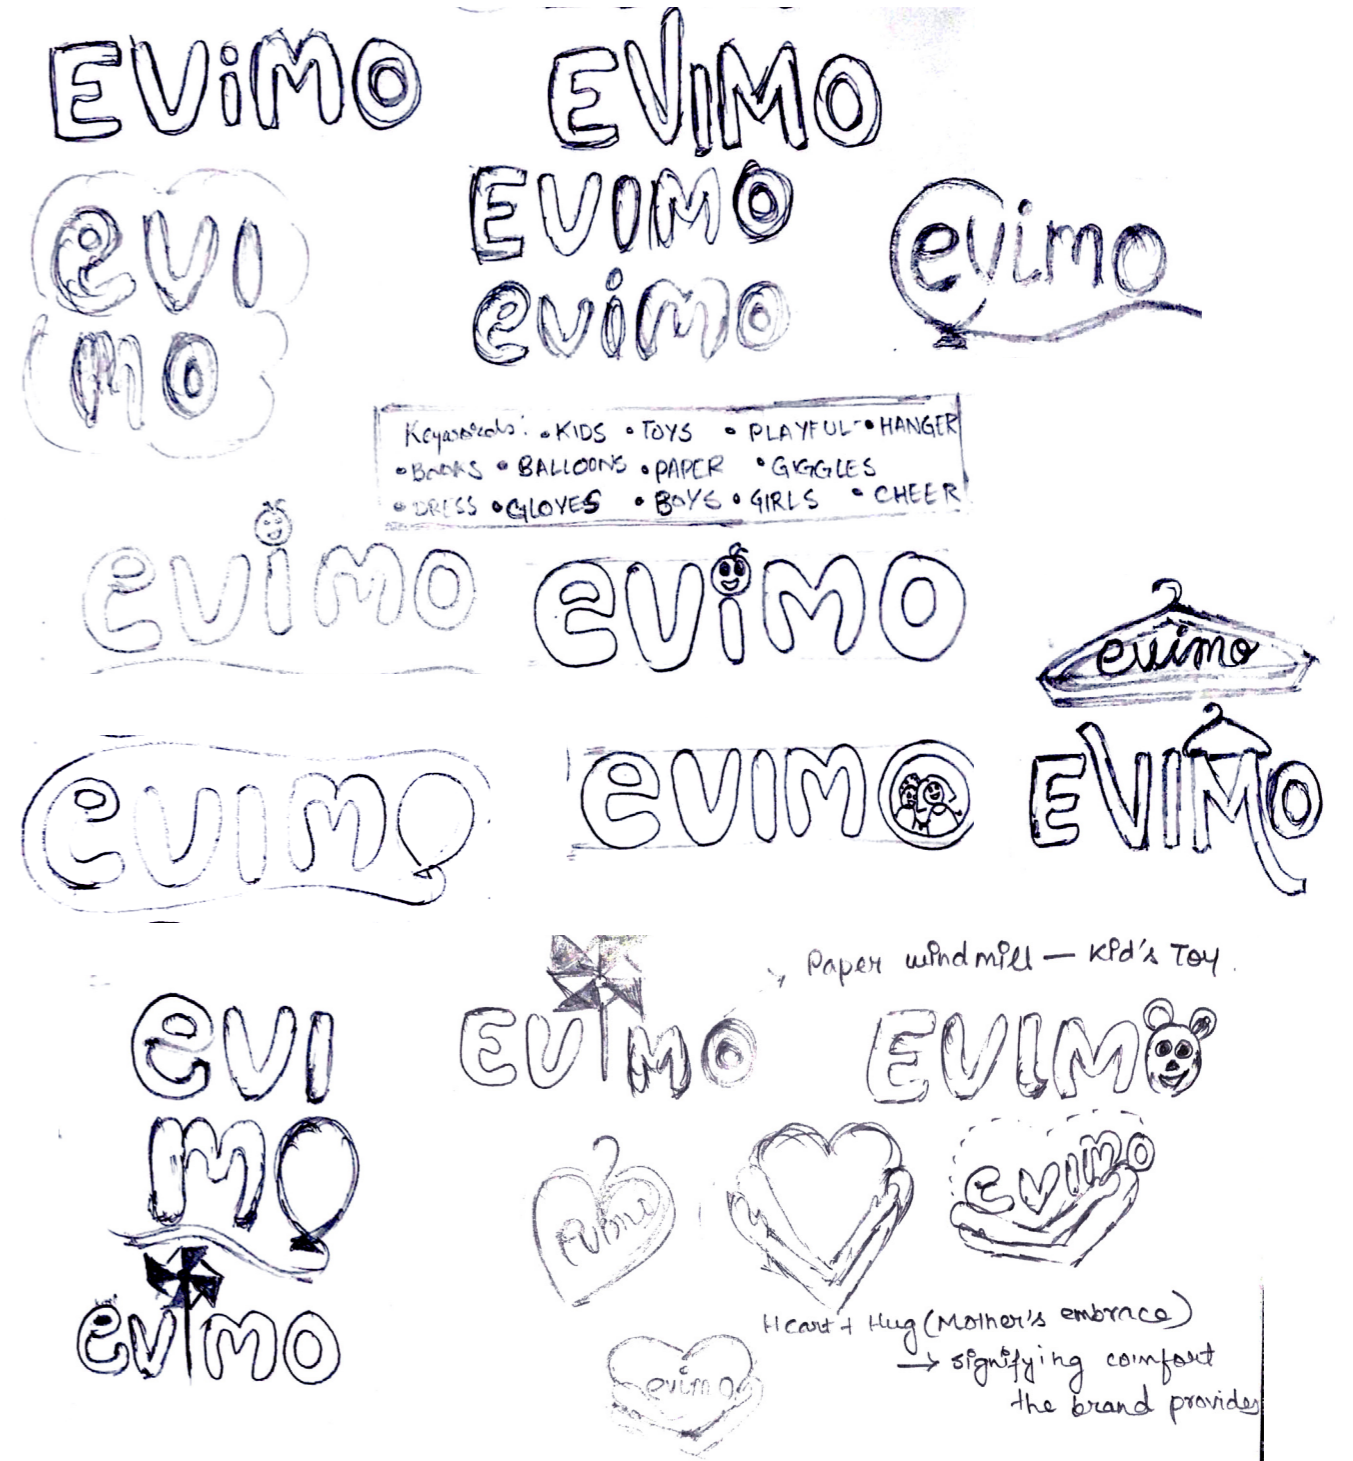 EViMO
EVIMO
EVIMO
evi
mo
evimo
evimo
Keywords: • KIDS • TOYS • PLAYFUL • HANGER
• BOOKS • BALLOONS • PAPER • GIGGLES
• DRESS • GLOVES • BOYS • GIRLS • CHEER
evimo
evimo
evimo
evimo
evimo
EVIMO
Paper windmill — Kid's Toy.
evi
mo
EVIMO
EVIMO
evimo
evimo
evimo
Heart + Hug (Mother's embrace)
→ signifying comfort
the brand provides
evimo